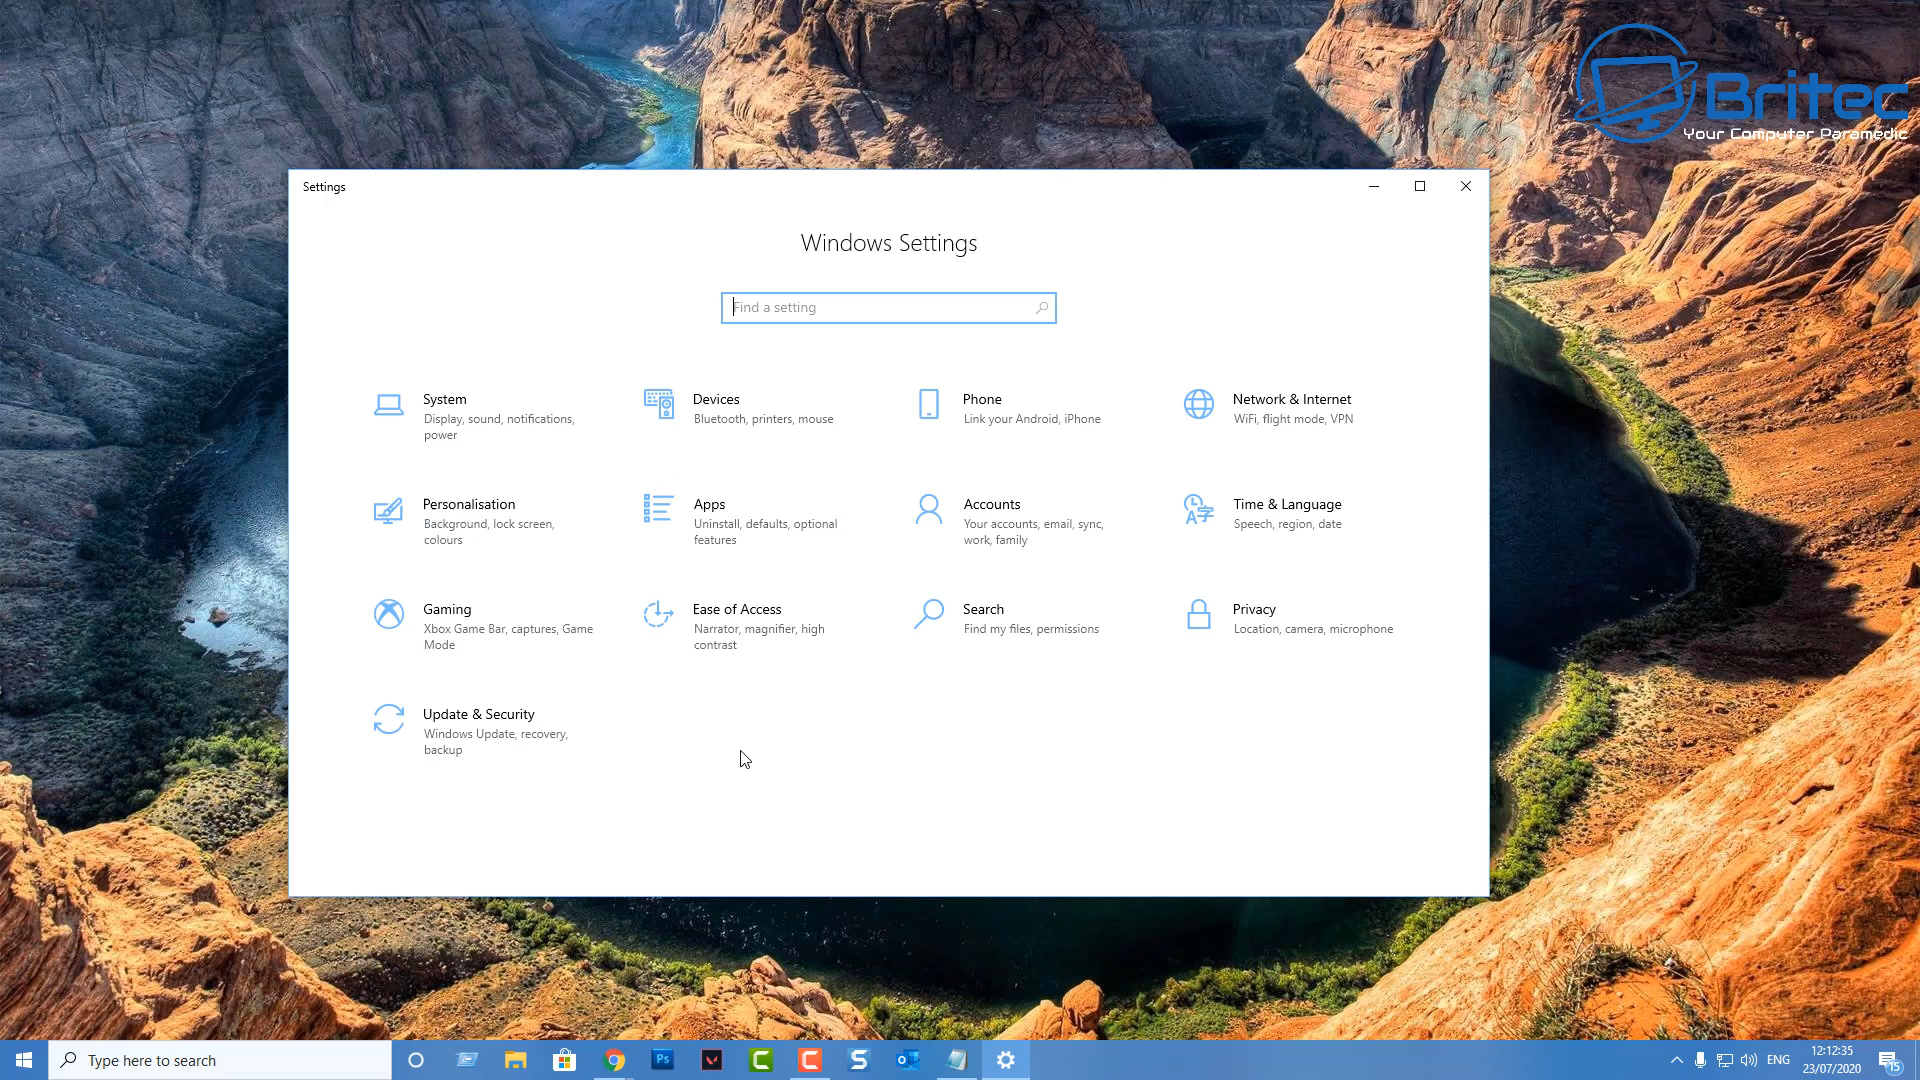 Britec
Your Computer Paramedic
Settings
Windows Settings
Find a setting
System
Display, sound, notifications,
power
Devices
Bluetooth, printers, mouse
Phone
Link your Android, iPhone
Network & Internet
WiFi, flight mode, VPN
Personalisation
Background, lock screen,
colours
Apps
Uninstall, defaults, optional
features
Accounts
Your accounts, email, sync,
work, family
Time & Language
Speech, region, date
Gaming
Xbox Game Bar, captures, Game
Mode
Ease of Access
Narrator, magnifier, high
contrast
Search
Find my files, permissions
Privacy
Location, camera, microphone
Update & Security
Windows Update, recovery,
backup
Type here to search
Ps
ENG
12:12:35
23/07/2020
15